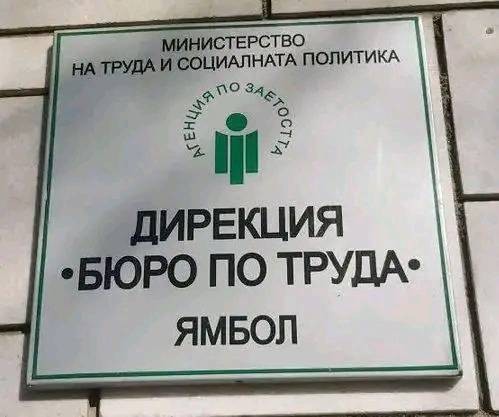 МИНИСТЕРСТВО
НА ТРУДА И СОЦИАЛНАТА ПОЛИТИКА
АГЕНЦИЯ ПО ЗАЕТОСТТА
ДИРЕКЦИЯ
•БЮРО ПО ТРУДА•
ЯМБОЛ